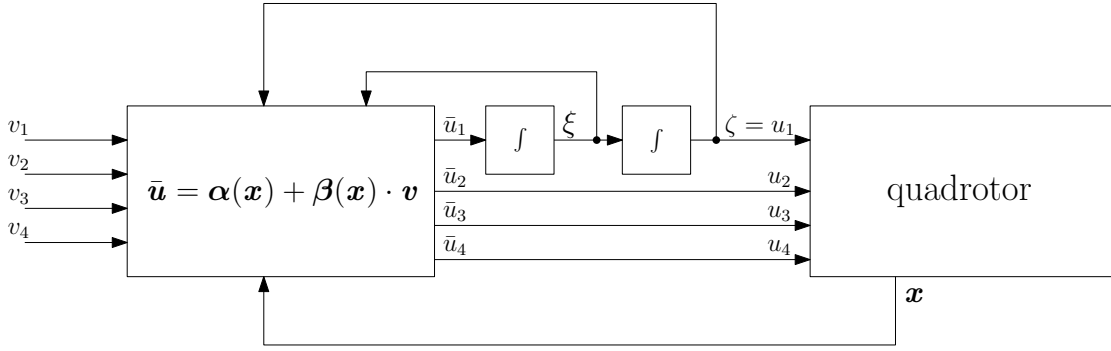 v₁
v₂
v₃
v₄
ū = α(x) + β(x) · v
ū₁
ū₂
ū₃
ū₄
∫
ξ
∫
ζ = u₁
u₂
u₃
u₄
quadrotor
x